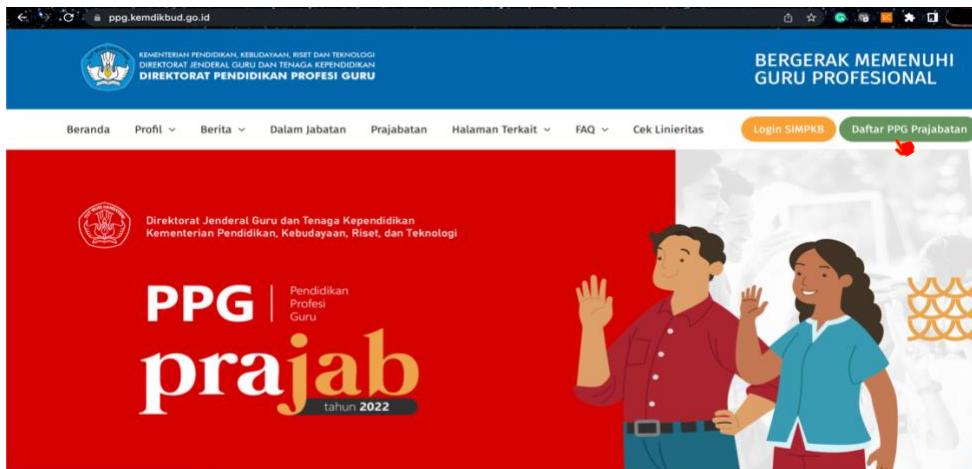 ppg.kemdikbud.go.id
KEMENTERIAN PENDIDIKAN, KEBUDAYAAN, RISET DAN TEKNOLOGI
DIREKTORAT JENDERAL GURU DAN TENAGA KEPENDIDIKAN
DIREKTORAT PENDIDIKAN PROFESI GURU
BERGERAK MEMENUHI
GURU PROFESIONAL
Beranda Profil Berita Dalam Jabatan Prajabatan Halaman Terkait FAQ Cek Linieritas Login SIMPKB Daftar PPG Prajabatan
Direktorat Jenderal Guru dan Tenaga Kependidikan
Kementerian Pendidikan, Kebudayaan, Riset, dan Teknologi
PPG
Pendidikan
Profesi
Guru
prajab
tahun 2022